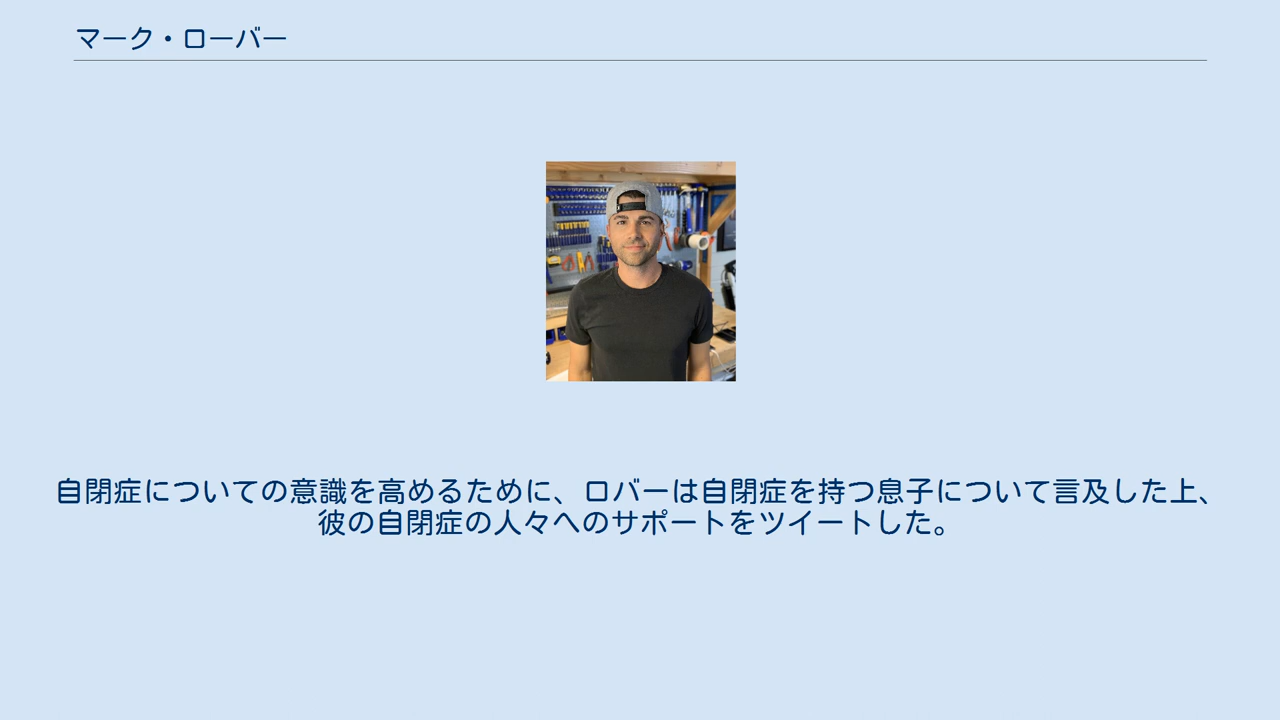 マーク・ローバー
自閉症についての意識を高めるために、ロバーは自閉症を持つ息子について言及した上、
彼の自閉症の人々へのサポートをツイートした。